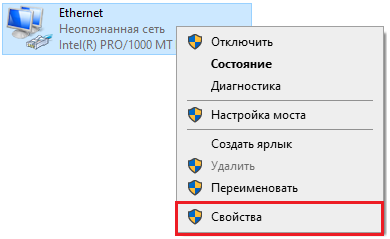 Ethernet
Неопознанная сеть
Intel(R) PRO/1000 MT
Отключить
Состояние
Диагностика
Настройка моста
Создать ярлык
Удалить
Переименовать
Свойства